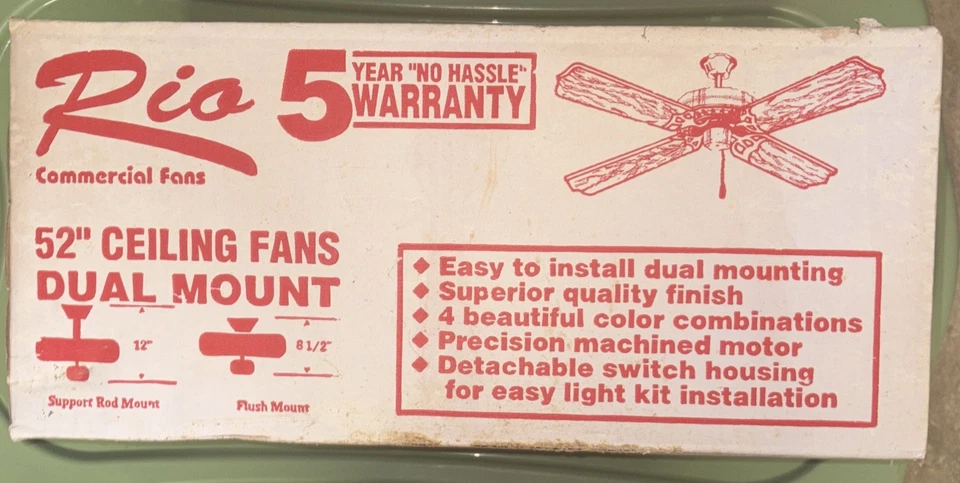 Rio
Commercial Fans
5 YEAR "NO HASSLE"
WARRANTY
52" CEILING FANS
DUAL MOUNT
12"
8 1/2"
Support Rod Mount
Flush Mount
◆ Easy to install dual mounting
◆ Superior quality finish
◆ 4 beautiful color combinations
◆ Precision machined motor
◆ Detachable switch housing
for easy light kit installation